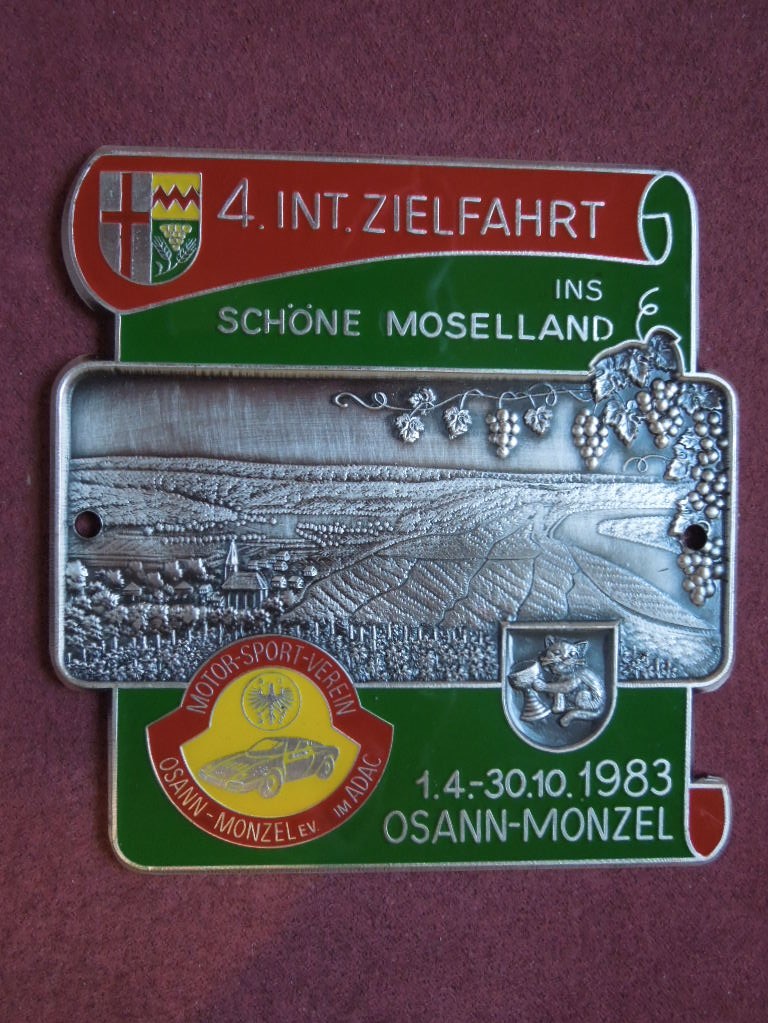 4. INT. ZIELFAHRT
INS
SCHÖNE MOSELLAND
MOTOR-SPORT-VEREIN
OSANN-MONZEL EV. IM ADAC
1.4.-30.10.1983
OSANN-MONZEL